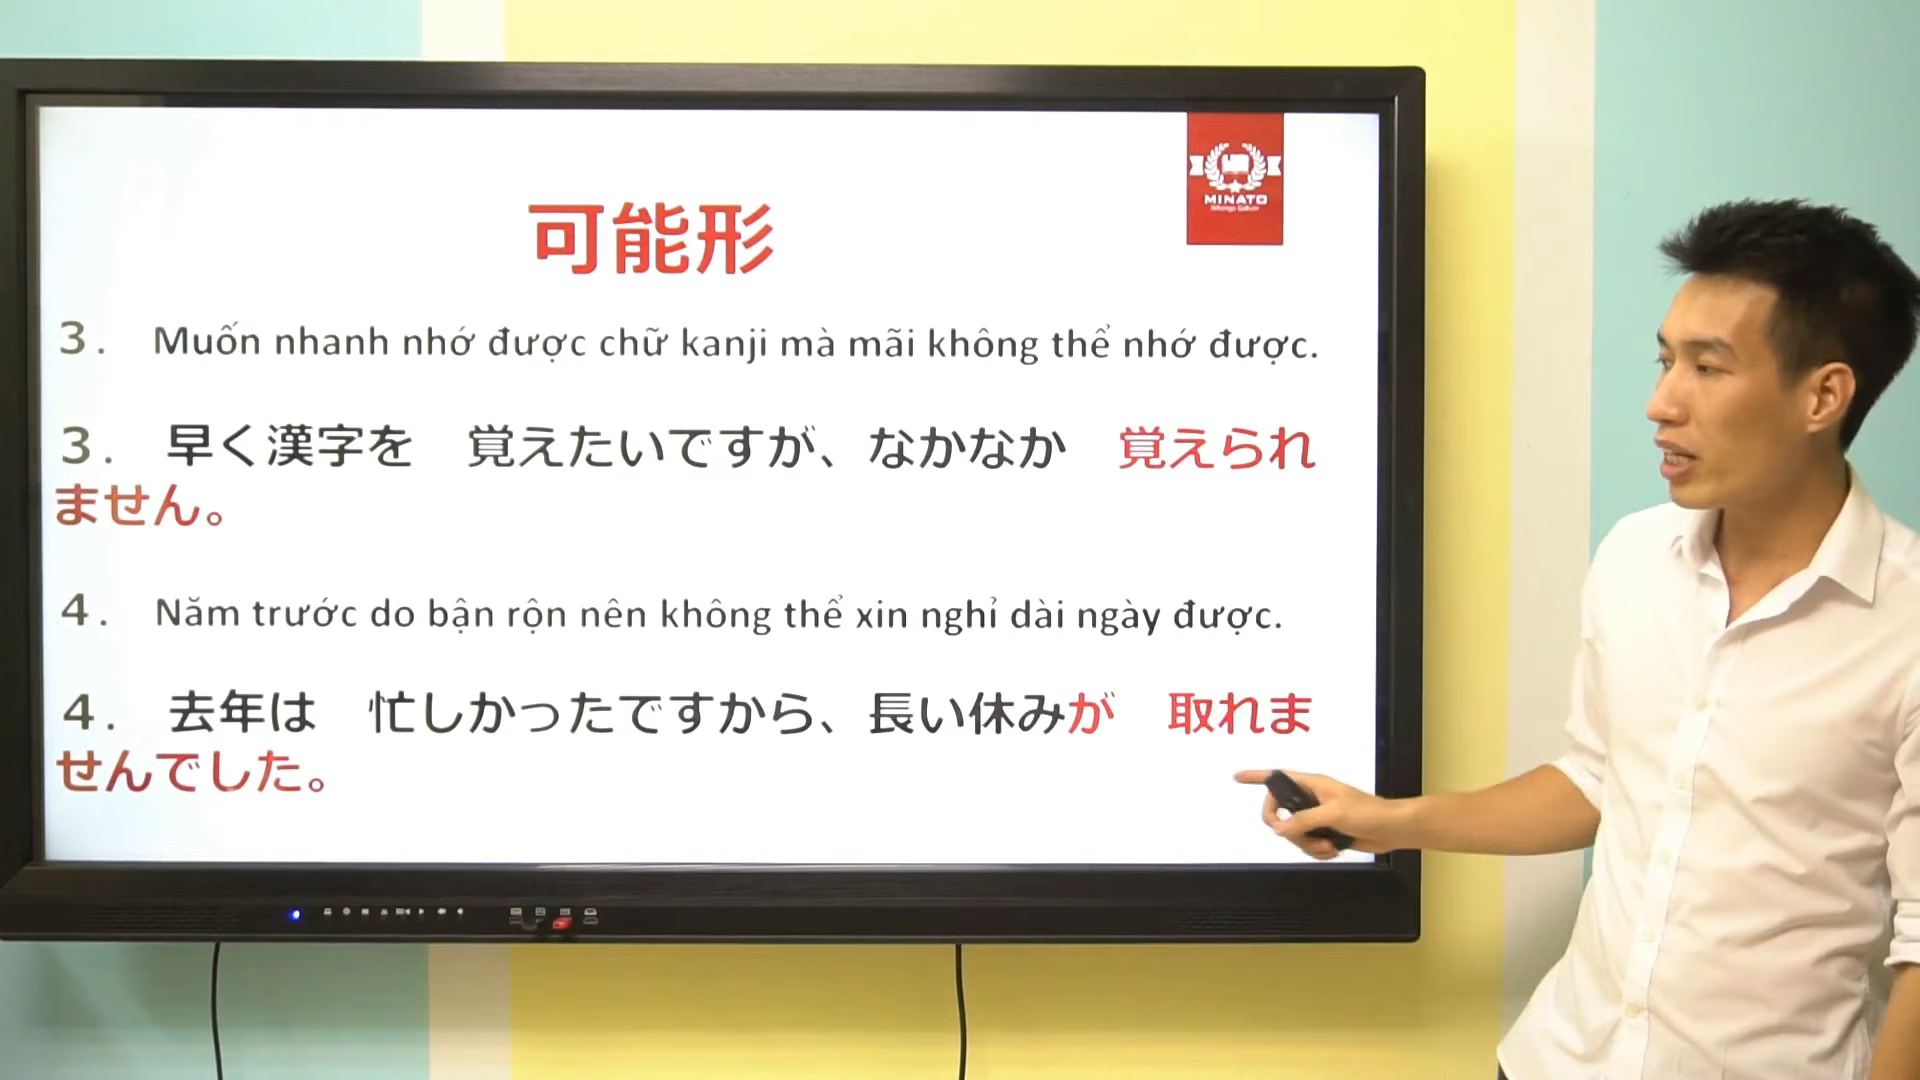 MINATO
可能形
3. Muốn nhanh nhớ được chữ kanji mà mãi không thể nhớ được.
3. 早く漢字を 覚えたいですが、なかなか 覚えられ
ません。
4. Năm trước do bận rộn nên không thể xin nghỉ dài ngày được.
4. 去年は 忙しかったですから、長い休みが 取れま
せんでした。